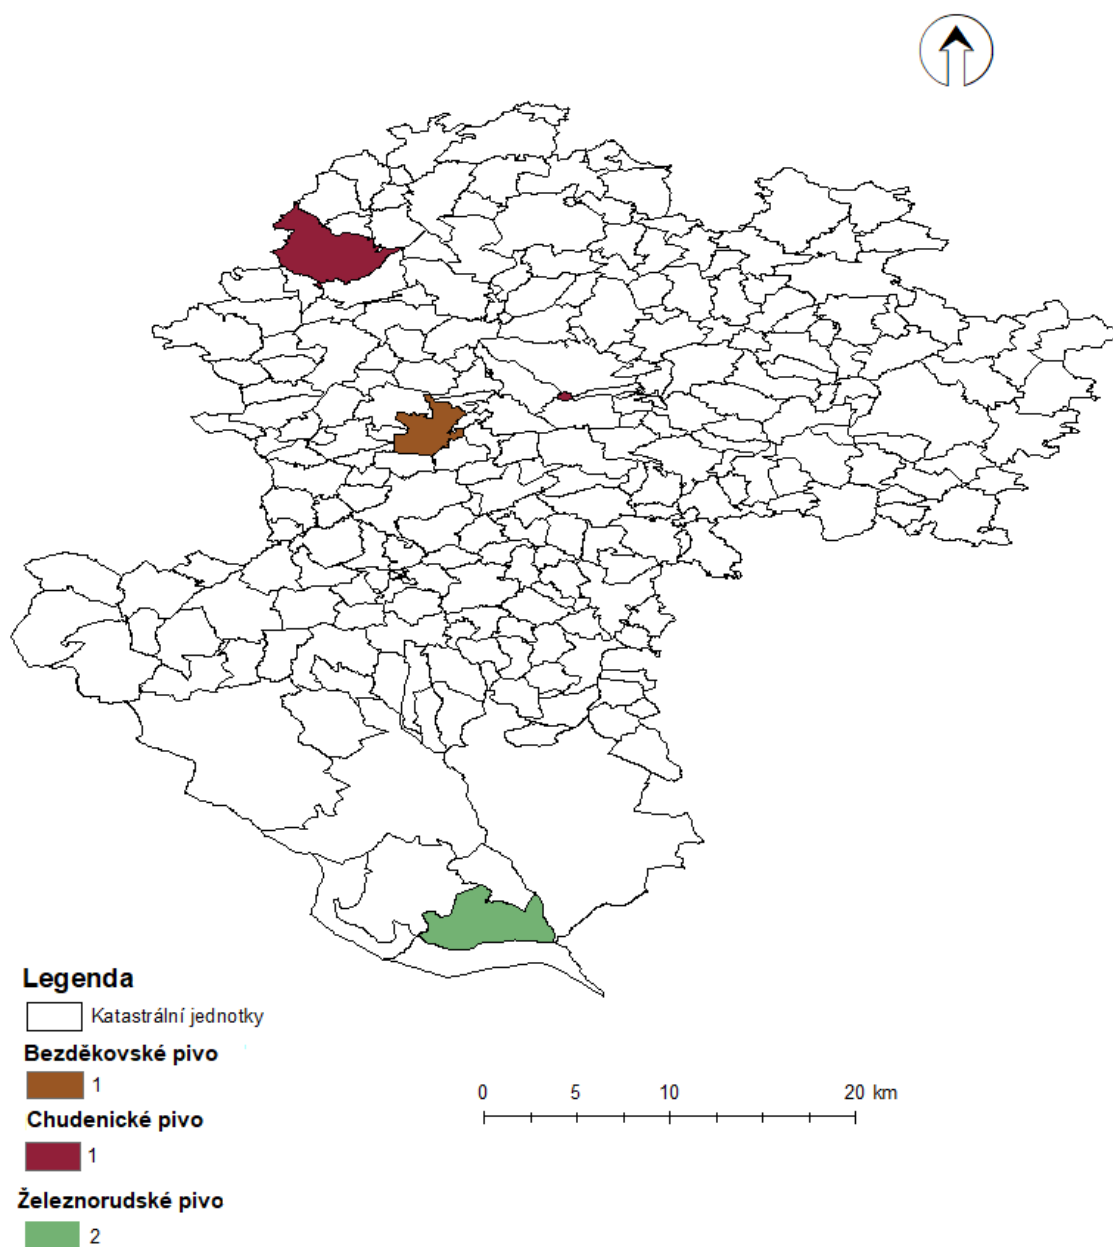 Legenda
Katastrální jednotky
Bezděkovské pivo
1
Chudenické pivo
1
Železnorudské pivo
2
0 5 10 20 km